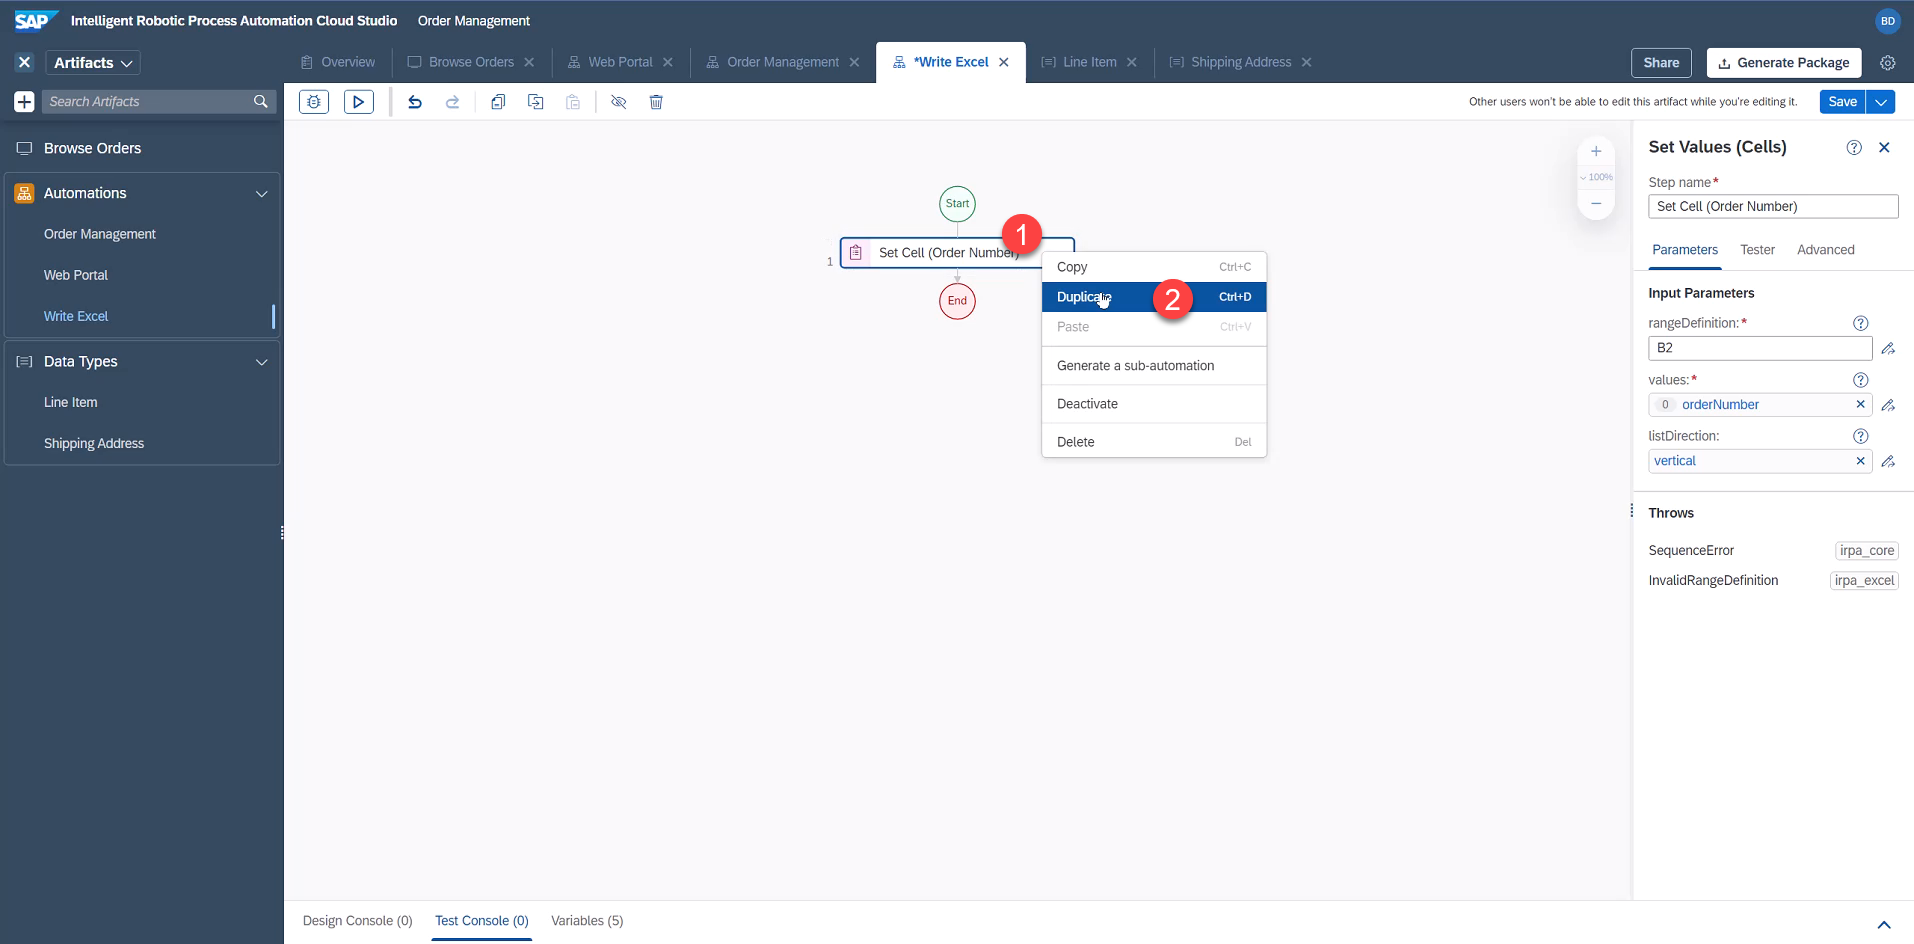 SAP Intelligent Robotic Process Automation Cloud Studio Order Management BD
Artifacts Overview Browse Orders Web Portal Order Management *Write Excel Line Item Shipping Address Share Generate Package
Search Artifacts Other users won't be able to edit this artifact while you're editing it. Save
Browse Orders
Automations
Order Management
Web Portal
Write Excel
Data Types
Line Item
Shipping Address
Start
1
Set Cell (Order Number)
1
End
Copy Ctrl+C
Duplicate 2 Ctrl+D
Paste Ctrl+V
Generate a sub-automation
Deactivate
Delete Del
100%
Set Values (Cells)
Step name*
Set Cell (Order Number)
Parameters Tester Advanced
Input Parameters
rangeDefinition:*
B2
values:*
0 orderNumber
listDirection:
vertical
Throws
SequenceError irpa_core
InvalidRangeDefinition irpa_excel
Design Console (0) Test Console (0) Variables (5)